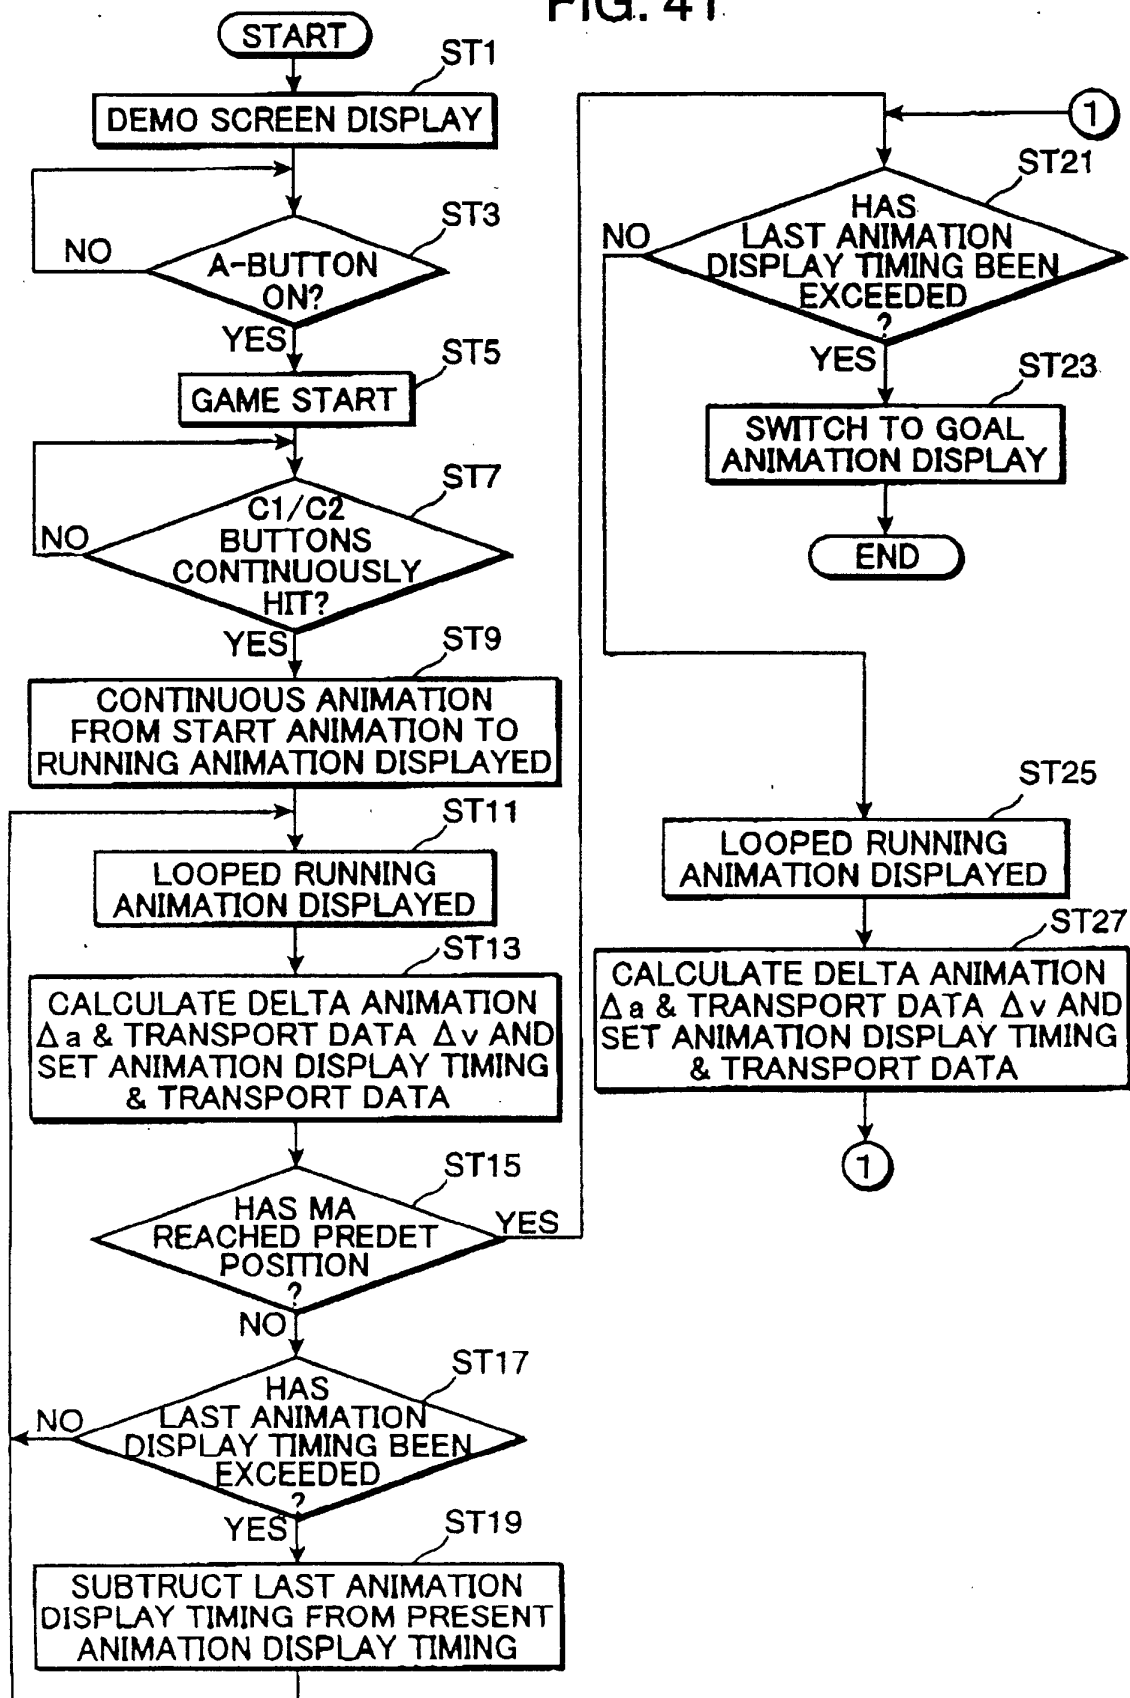 FIG. 41
START
ST1
DEMO SCREEN DISPLAY
ST3
NO
A-BUTTON
ON?
YES
ST5
GAME START
ST7
NO
C1/C2
BUTTONS
CONTINUOUSLY
HIT?
YES
ST9
CONTINUOUS ANIMATION
FROM START ANIMATION TO
RUNNING ANIMATION DISPLAYED
ST11
LOOPED RUNNING
ANIMATION DISPLAYED
ST13
CALCULATE DELTA ANIMATION
Δa & TRANSPORT DATA Δv AND
SET ANIMATION DISPLAY TIMING
& TRANSPORT DATA
ST15
HAS MA
REACHED PREDET
POSITION
?
YES
NO
ST17
HAS
LAST ANIMATION
DISPLAY TIMING BEEN
EXCEEDED
?
NO
YES
ST19
SUBTRUCT LAST ANIMATION
DISPLAY TIMING FROM PRESENT
ANIMATION DISPLAY TIMING
1
ST21
HAS
LAST ANIMATION
DISPLAY TIMING BEEN
EXCEEDED
?
NO
YES
ST23
SWITCH TO GOAL
ANIMATION DISPLAY
END
ST25
LOOPED RUNNING
ANIMATION DISPLAYED
ST27
CALCULATE DELTA ANIMATION
Δa & TRANSPORT DATA Δv AND
SET ANIMATION DISPLAY TIMING
& TRANSPORT DATA
1